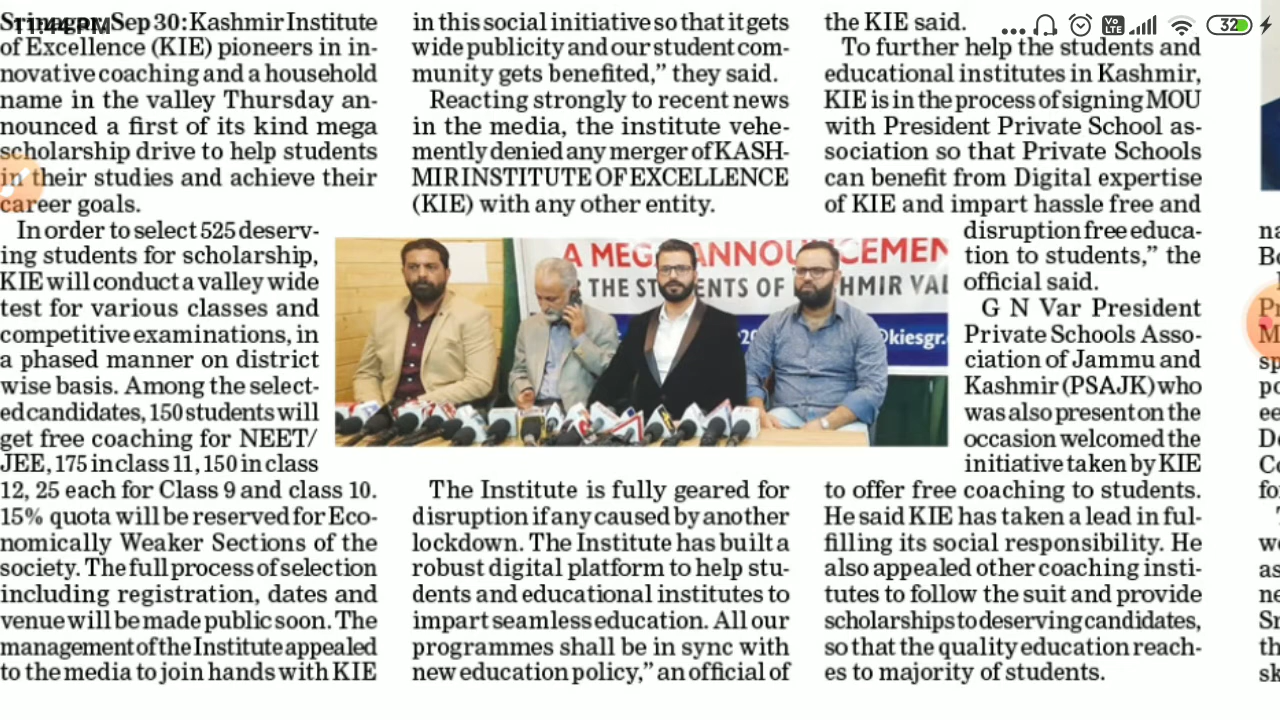 11:44 PM
Vo
LTE
32
Srinagar, Sep 30: Kashmir Institute
of Excellence (KIE) pioneers in in-
novative coaching and a household
name in the valley Thursday an-
nounced a first of its kind mega
scholarship drive to help students
in their studies and achieve their
career goals.
In order to select 525 deserv-
ing students for scholarship,
KIE will conduct a valley wide
test for various classes and
competitive examinations, in
a phased manner on district
wise basis. Among the select-
ed candidates, 150 students will
get free coaching for NEET/
JEE, 175 in class 11, 150 in class
12, 25 each for Class 9 and class 10.
15% quota will be reserved for Eco-
nomically Weaker Sections of the
society. The full process of selection
including registration, dates and
venue will be made public soon. The
management of the Institute appealed
to the media to join hands with KIE
in this social initiative so that it gets
wide publicity and our student com-
munity gets benefited,” they said.
Reacting strongly to recent news
in the media, the institute vehe-
mently denied any merger of KASH-
MIR INSTITUTE OF EXCELLENCE
(KIE) with any other entity.
A MEGA ANNOUNCEMEN
THE STUDENTS OF KASHMIR VAL
@kiesgr.
The Institute is fully geared for
disruption if any caused by another
lockdown. The Institute has built a
robust digital platform to help stu-
dents and educational institutes to
impart seamless education. All our
programmes shall be in sync with
new education policy,” an official of
the KIE said.
To further help the students and
educational institutes in Kashmir,
KIE is in the process of signing MOU
with President Private School as-
sociation so that Private Schools
can benefit from Digital expertise
of KIE and impart hassle free and
disruption free educa-
tion to students,” the
official said.
G N Var President
Private Schools Asso-
ciation of Jammu and
Kashmir (PSAJK) who
was also present on the
occasion welcomed the
initiative taken by KIE
to offer free coaching to students.
He said KIE has taken a lead in ful-
filling its social responsibility. He
also appealed other coaching insti-
tutes to follow the suit and provide
scholarships to deserving candidates,
so that the quality education reach-
es to majority of students.